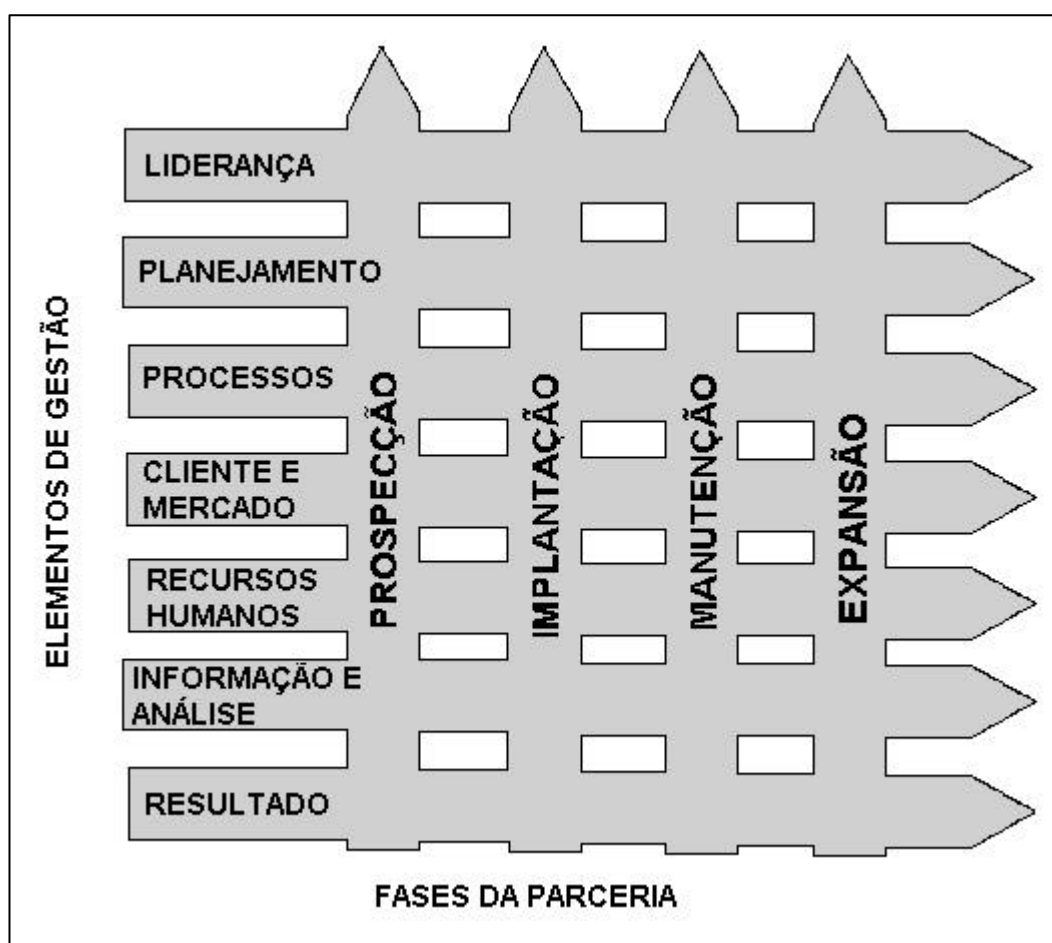 ELEMENTOS DE GESTÃO
LIDERANÇA
PLANEJAMENTO
PROCESSOS
CLIENTE E
MERCADO
RECURSOS
HUMANOS
INFORMAÇÃO E
ANÁLISE
RESULTADO
PROSPECÇÃO
IMPLANTAÇÃO
MANUTENÇÃO
EXPANSÃO
FASES DA PARCERIA